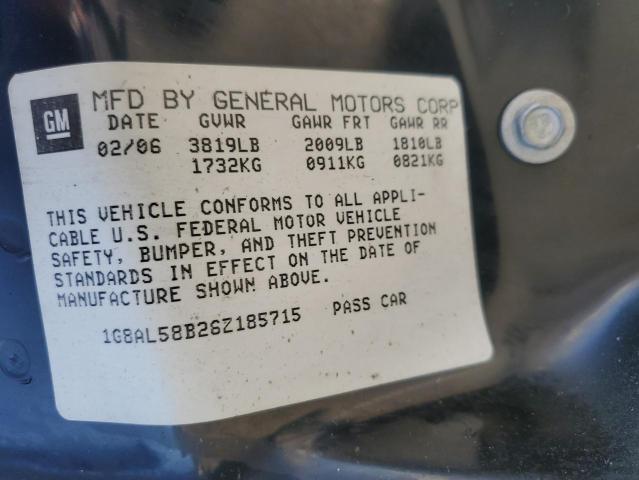 GM
MFD BY GENERAL MOTORS CORP
DATE GVWR GAWR FRT GAWR RR
02/06 3819LB 2009LB 1810LB
1732KG 0911KG 0821KG
THIS VEHICLE CONFORMS TO ALL APPLI-
CABLE U.S. FEDERAL MOTOR VEHICLE
SAFETY, BUMPER, AND THEFT PREVENTION
STANDARDS IN EFFECT ON THE DATE OF
MANUFACTURE SHOWN ABOVE.
1G8AL58B26Z185715 PASS CAR